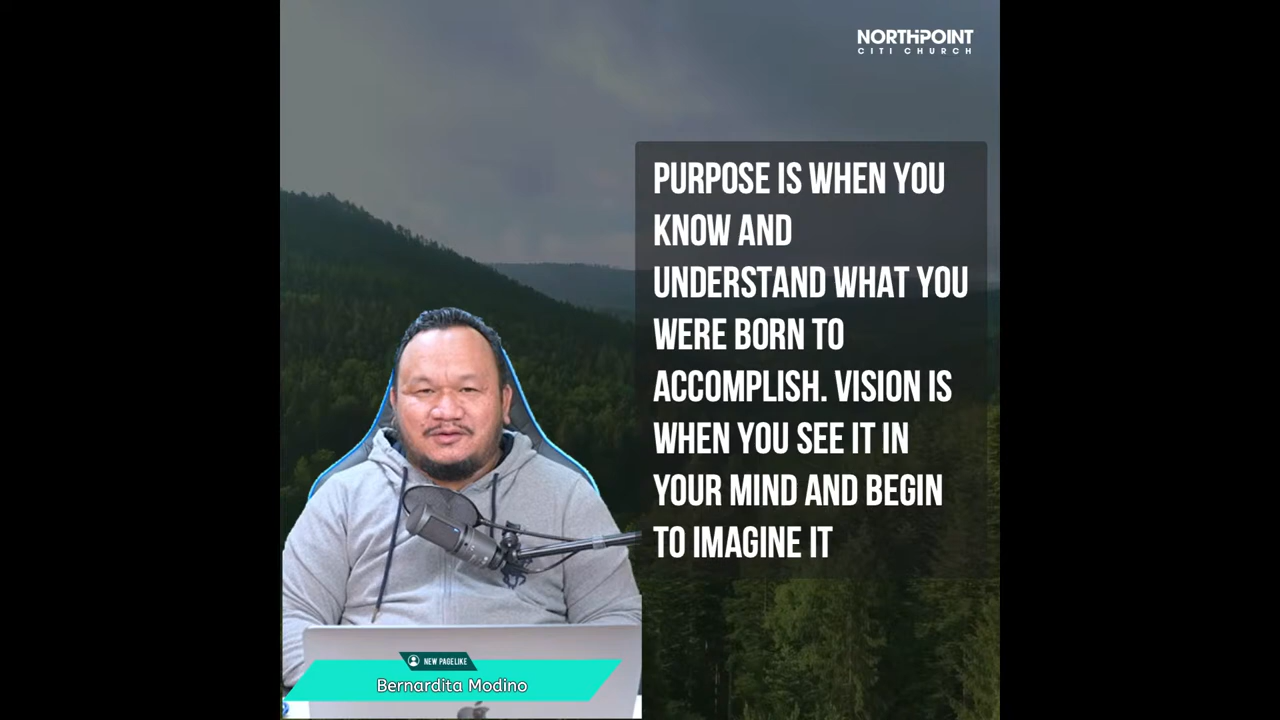 NORTHPOINT
CITI CHURCH
PURPOSE IS WHEN YOU
KNOW AND
UNDERSTAND WHAT YOU
WERE BORN TO
ACCOMPLISH. VISION IS
WHEN YOU SEE IT IN
YOUR MIND AND BEGIN
TO IMAGINE IT
NEW PAGELIKE
Bernardita Modino